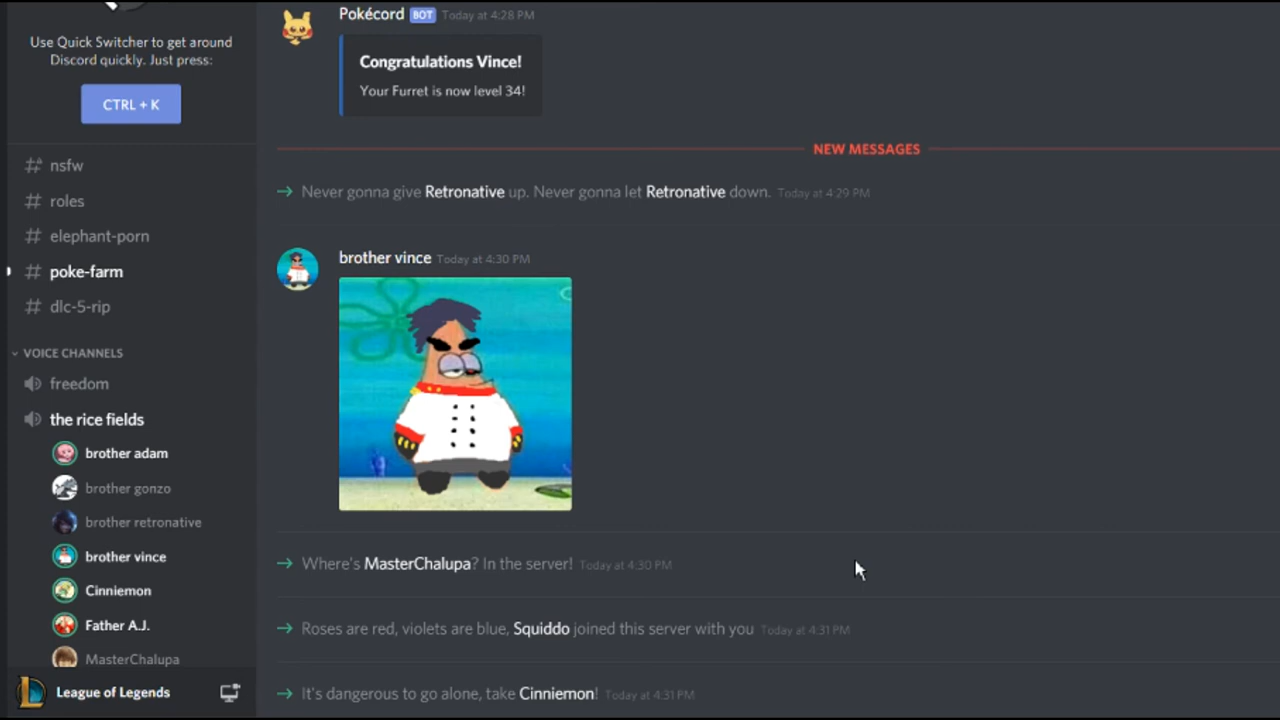 Use Quick Switcher to get around
Discord quickly. Just press:
CTRL + K
nsfw
roles
elephant-porn
poke-farm
dlc-5-rip
VOICE CHANNELS
freedom
the rice fields
brother adam
brother gonzo
brother retronative
brother vince
Cinniemon
Father A.J.
MasterChalupa
League of Legends
Pokécord BOT Today at 4:28 PM
Congratulations Vince!
Your Furret is now level 34!
NEW MESSAGES
Never gonna give Retronative up. Never gonna let Retronative down. Today at 4:29 PM
brother vince Today at 4:30 PM
Where's MasterChalupa? In the server! Today at 4:30 PM
Roses are red, violets are blue, Squiddo joined this server with you Today at 4:31 PM
It's dangerous to go alone, take Cinniemon! Today at 4:31 PM